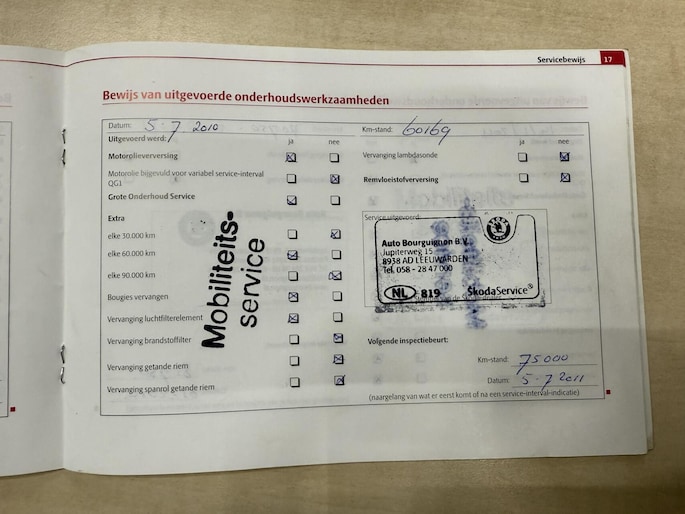 Servicebewijs 17
Bewijs van uitgevoerde onderhoudswerkzaamheden
Datum: 5-7-2010
Km-stand: 60169
Uitgevoerd werd: ja nee
ja nee
Motorolieverversing
Motorolie bijgevuld voor variabel service-interval
QG1
Grote Onderhoud Service
Extra
elke 30.000 km
elke 60.000 km
elke 90.000 km
Bougies vervangen
Vervanging luchtfilterelement
Vervanging brandstoffilter
Vervanging getande riem
Vervanging spanrol getande riem
Mobiliteits-
service
Vervanging lambdasonde
Remvloeistofverversing
Service uitgevoerd:
Auto Bourguignon B.V.
Jupiterweg 15
8938 AD LEEUWARDEN
Tel. 058 - 28 47 000
NL 819 ŠkodaService®
Volgende inspectiebeurt:
Km-stand: 75000
Datum: 5-7-2011
(naargelang van wat er eerst komt of na een service-interval-indicatie)